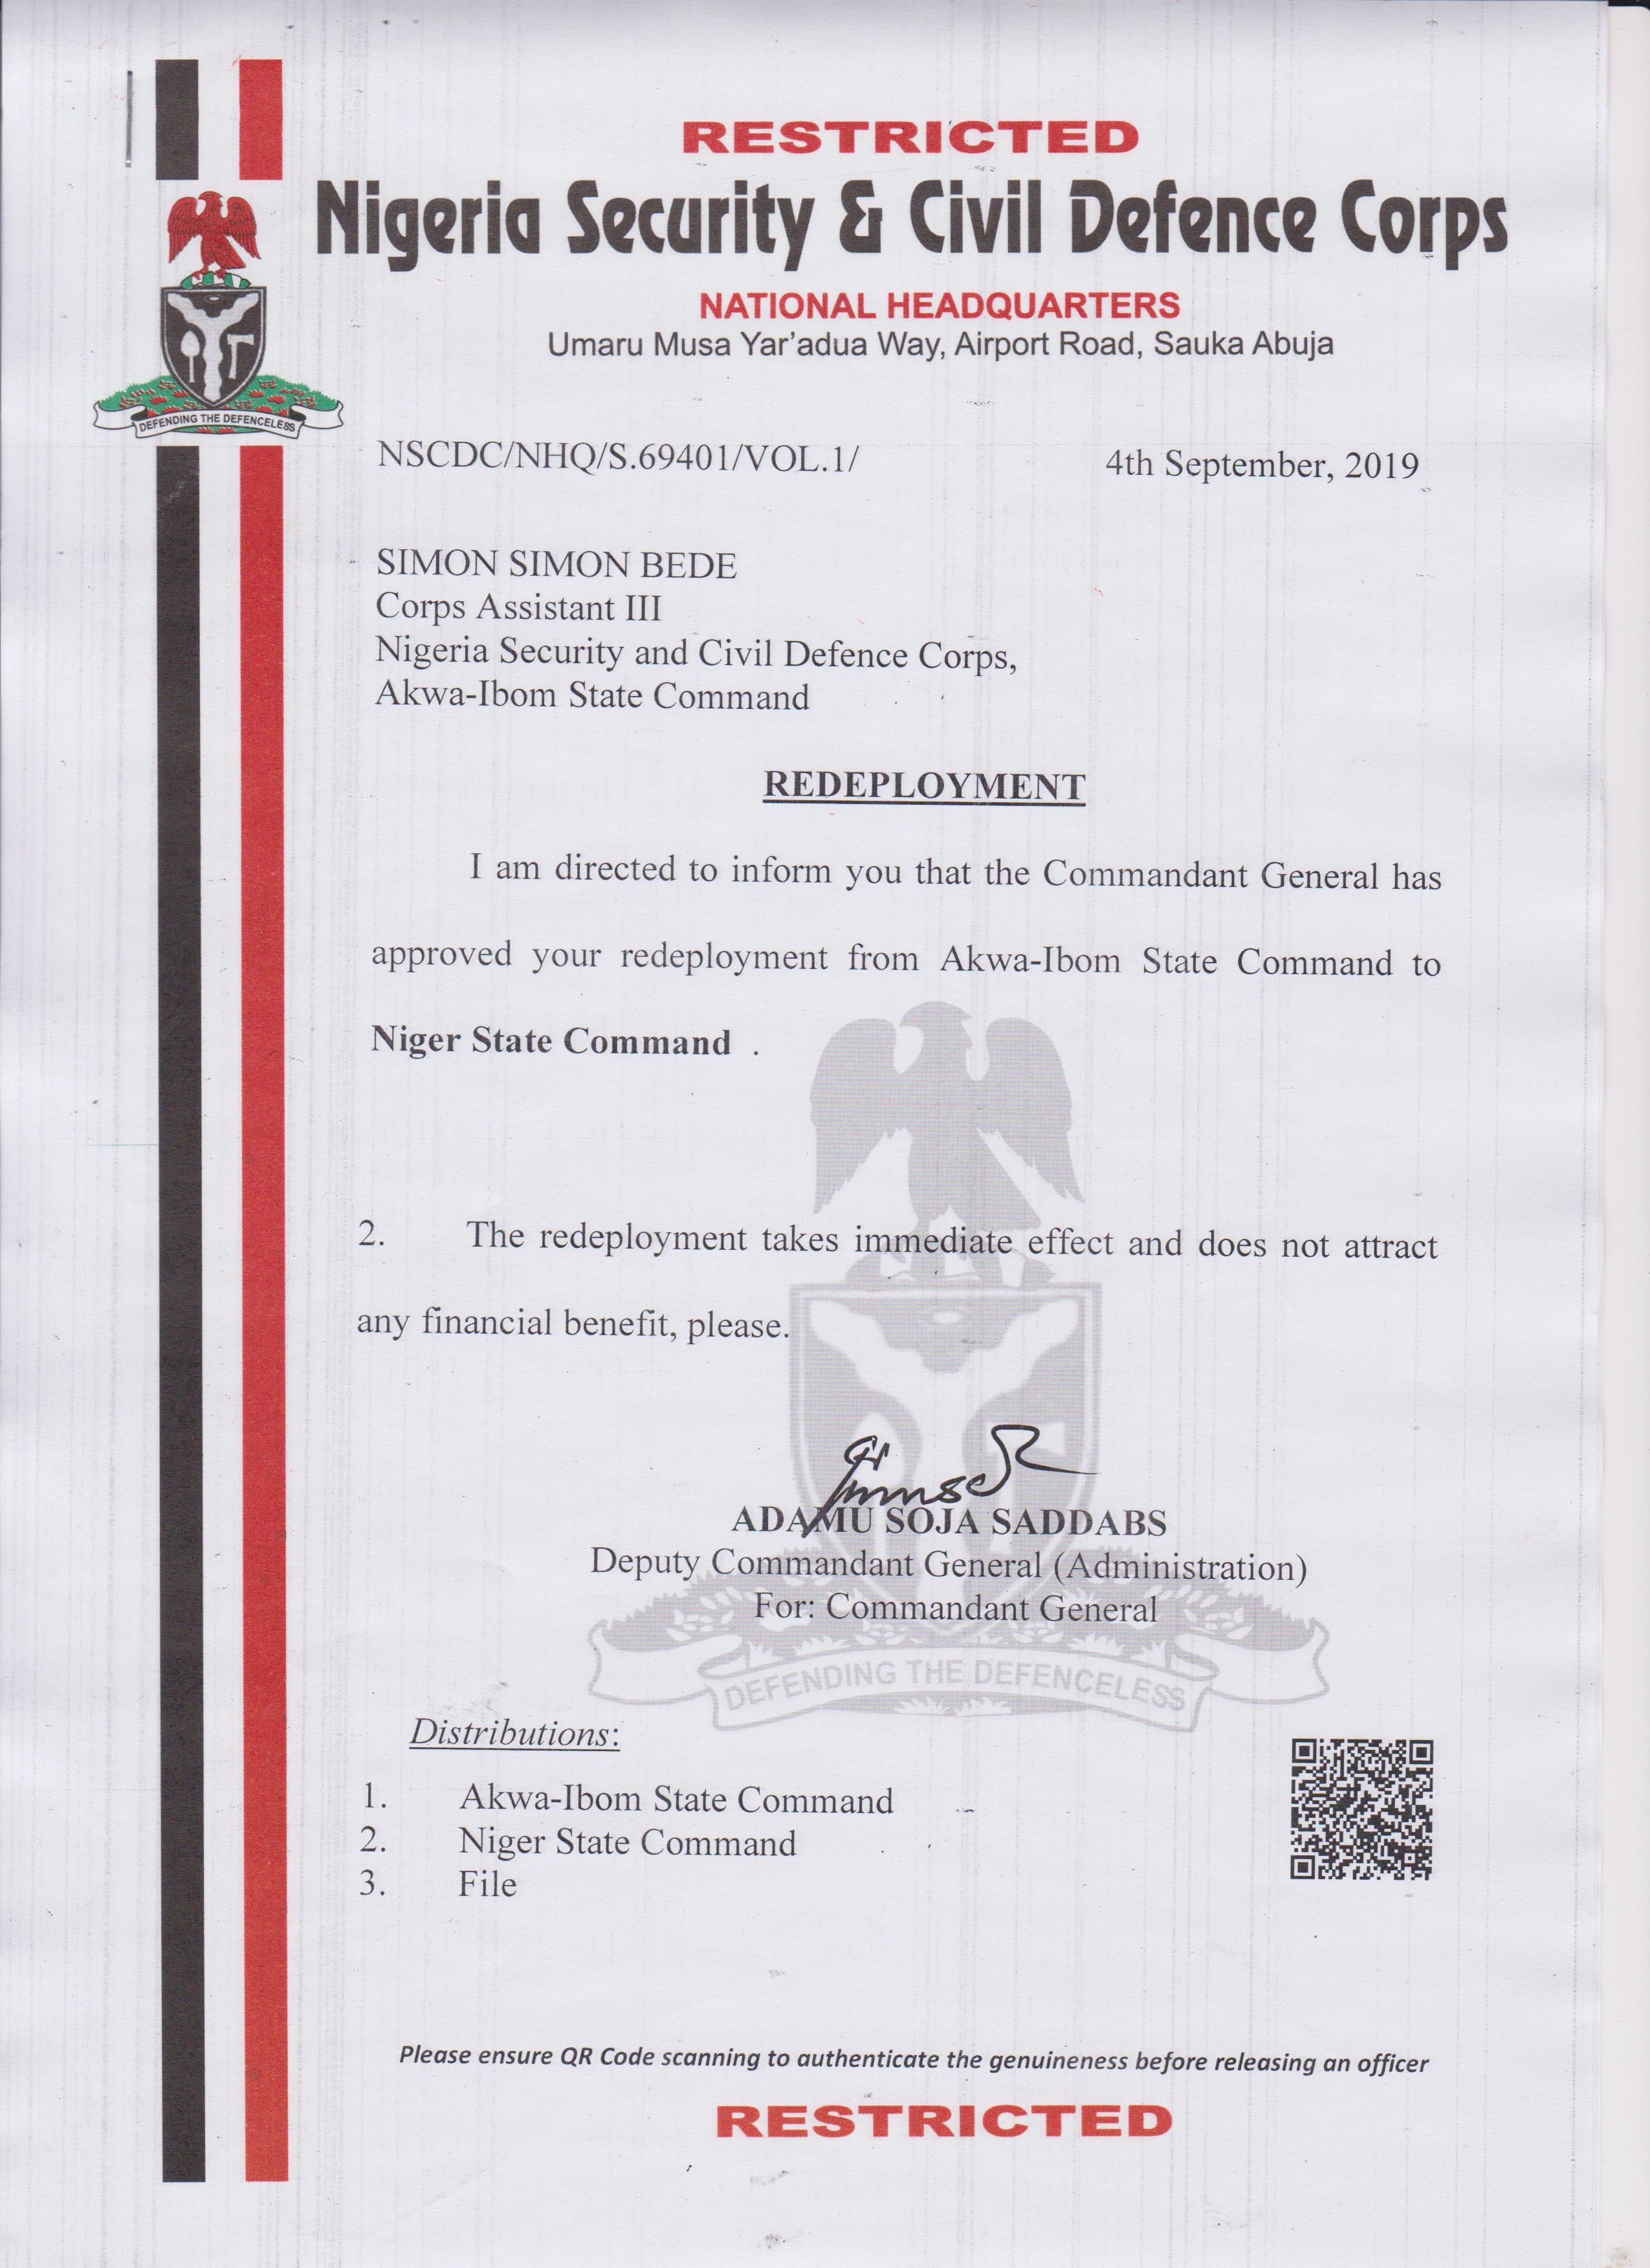 RESTRICTED
Nigeria Security & Civil Defence Corps
NATIONAL HEADQUARTERS
Umaru Musa Yar'adua Way, Airport Road, Sauka Abuja
DEFENDING THE DEFENCELESS
NSCDC/NHQ/S.69401/VOL.1/ 4th September, 2019
SIMON SIMON BEDE
Corps Assistant III
Nigeria Security and Civil Defence Corps,
Akwa-Ibom State Command
REDEPLOYMENT
I am directed to inform you that the Commandant General has
approved your redeployment from Akwa-Ibom State Command to
Niger State Command .
2. The redeployment takes immediate effect and does not attract
any financial benefit, please.
ADAMU SOJA SADDABS
Deputy Commandant General (Administration)
For: Commandant General
DEFENDING THE DEFENCELESS
Distributions:
1. Akwa-Ibom State Command
2. Niger State Command
3. File
Please ensure QR Code scanning to authenticate the genuineness before releasing an officer
RESTRICTED